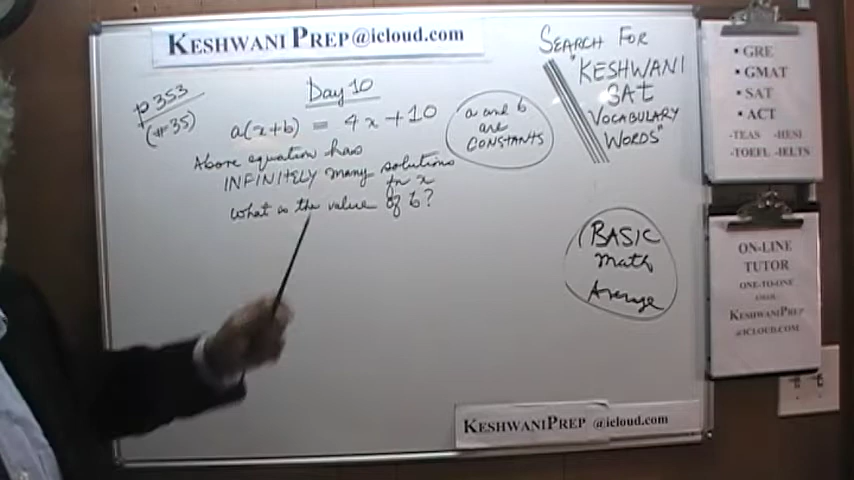 KESHWANI PREP@icloud.com
Day 10
p 353
(#35)
a(x+b) = 4x + 10
a and b
are
CONSTANTS
Above equation has
INFINITELY many solutions
for x
What is the value of b?
SEARCH FOR
"KESHWANI
SAT
VOCABULARY
WORDS"
(BASIC
Math
Average
• GRE
• GMAT
• SAT
• ACT
-TEAS -HESI
-TOEFL -IELTS
ON-LINE
TUTOR
ONE-TO-ONE
KESHWANIPREP
@ICLOUD.COM
KESHWANIPREP @icloud.com